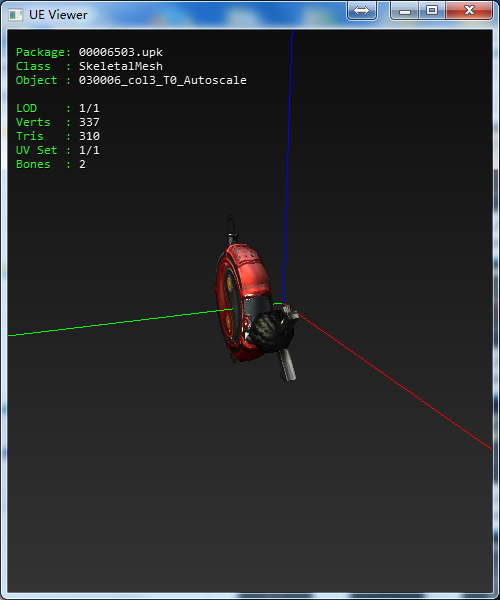 UE Viewer
Package: 00006503.upk
Class  : SkeletalMesh
Object : 030006_col3_T0_Autoscale
LOD    : 1/1
Verts  : 337
Tris   : 310
UV Set : 1/1
Bones  : 2